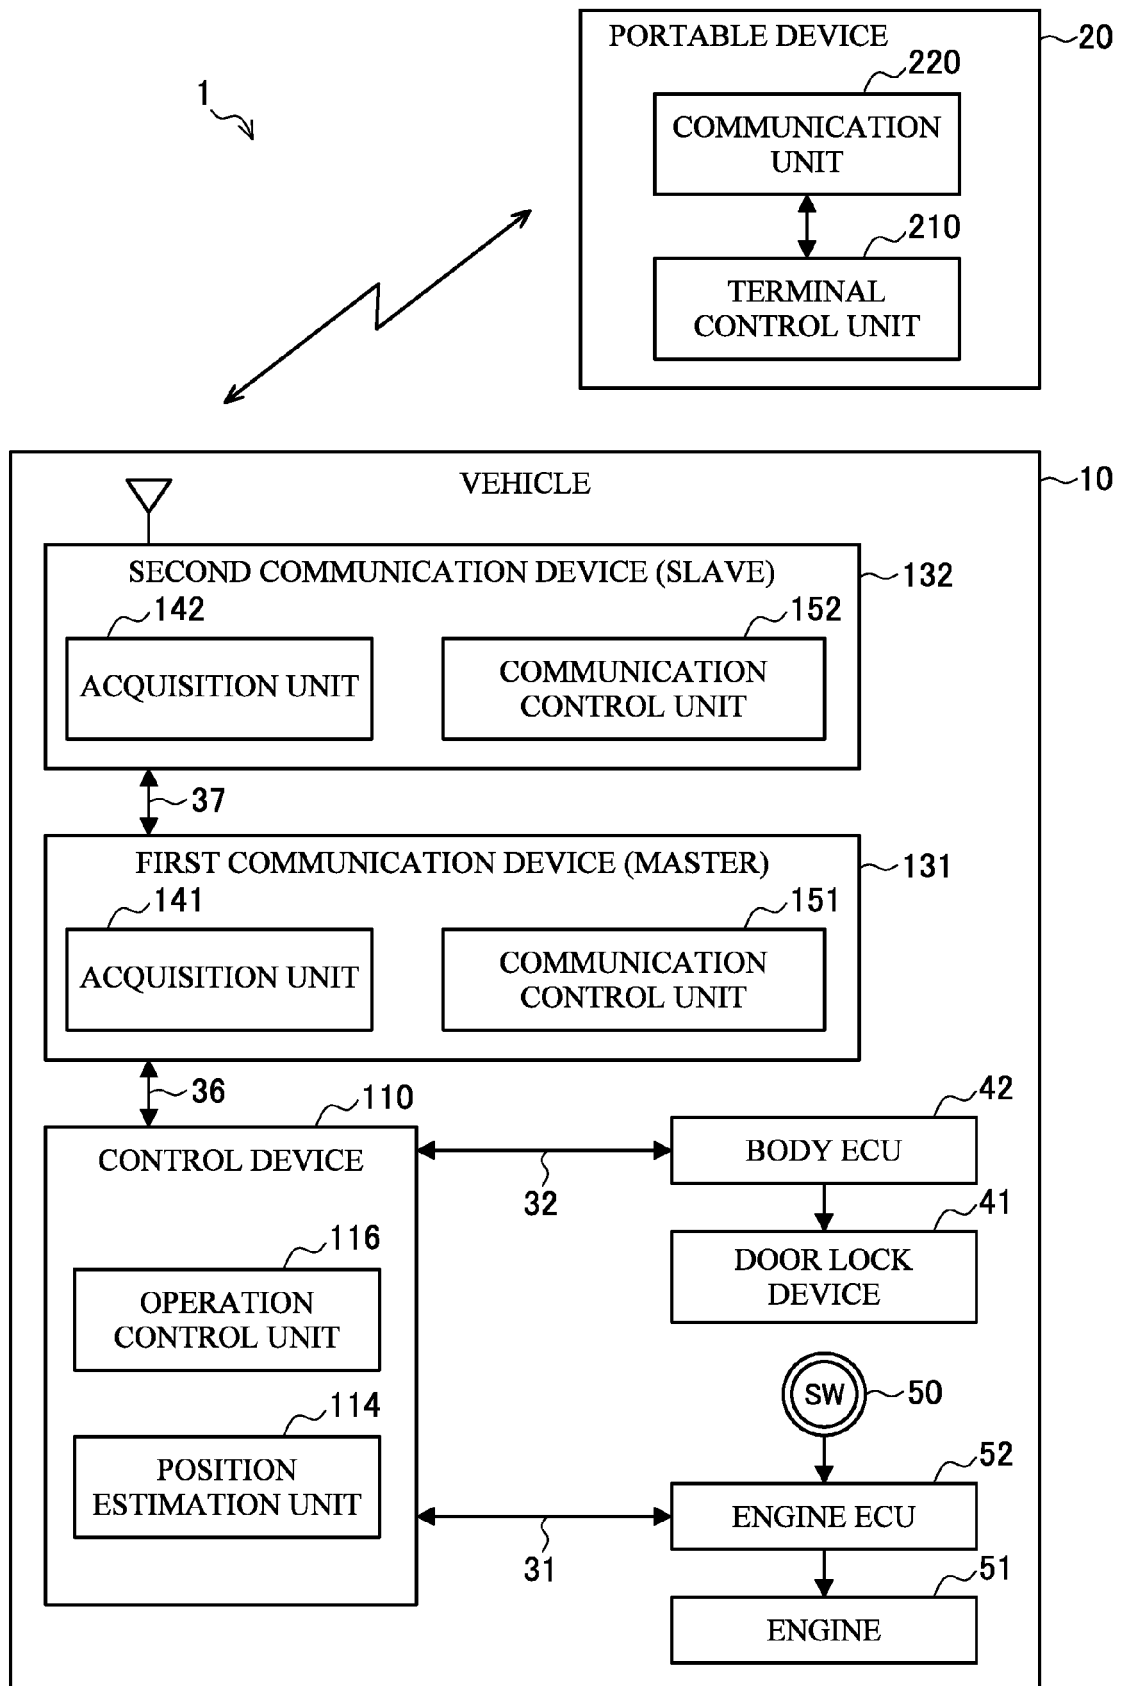 PORTABLE DEVICE
20
220
1
COMMUNICATION
UNIT
210
TERMINAL
CONTROL UNIT
VEHICLE
10
SECOND COMMUNICATION DEVICE (SLAVE)
132
142
152
ACQUISITION UNIT
COMMUNICATION
CONTROL UNIT
37
FIRST COMMUNICATION DEVICE (MASTER)
131
141
151
ACQUISITION UNIT
COMMUNICATION
CONTROL UNIT
36
110
42
CONTROL DEVICE
BODY ECU
32
41
116
DOOR LOCK
DEVICE
OPERATION
CONTROL UNIT
SW
50
114
52
POSITION
ESTIMATION UNIT
ENGINE ECU
31
51
ENGINE